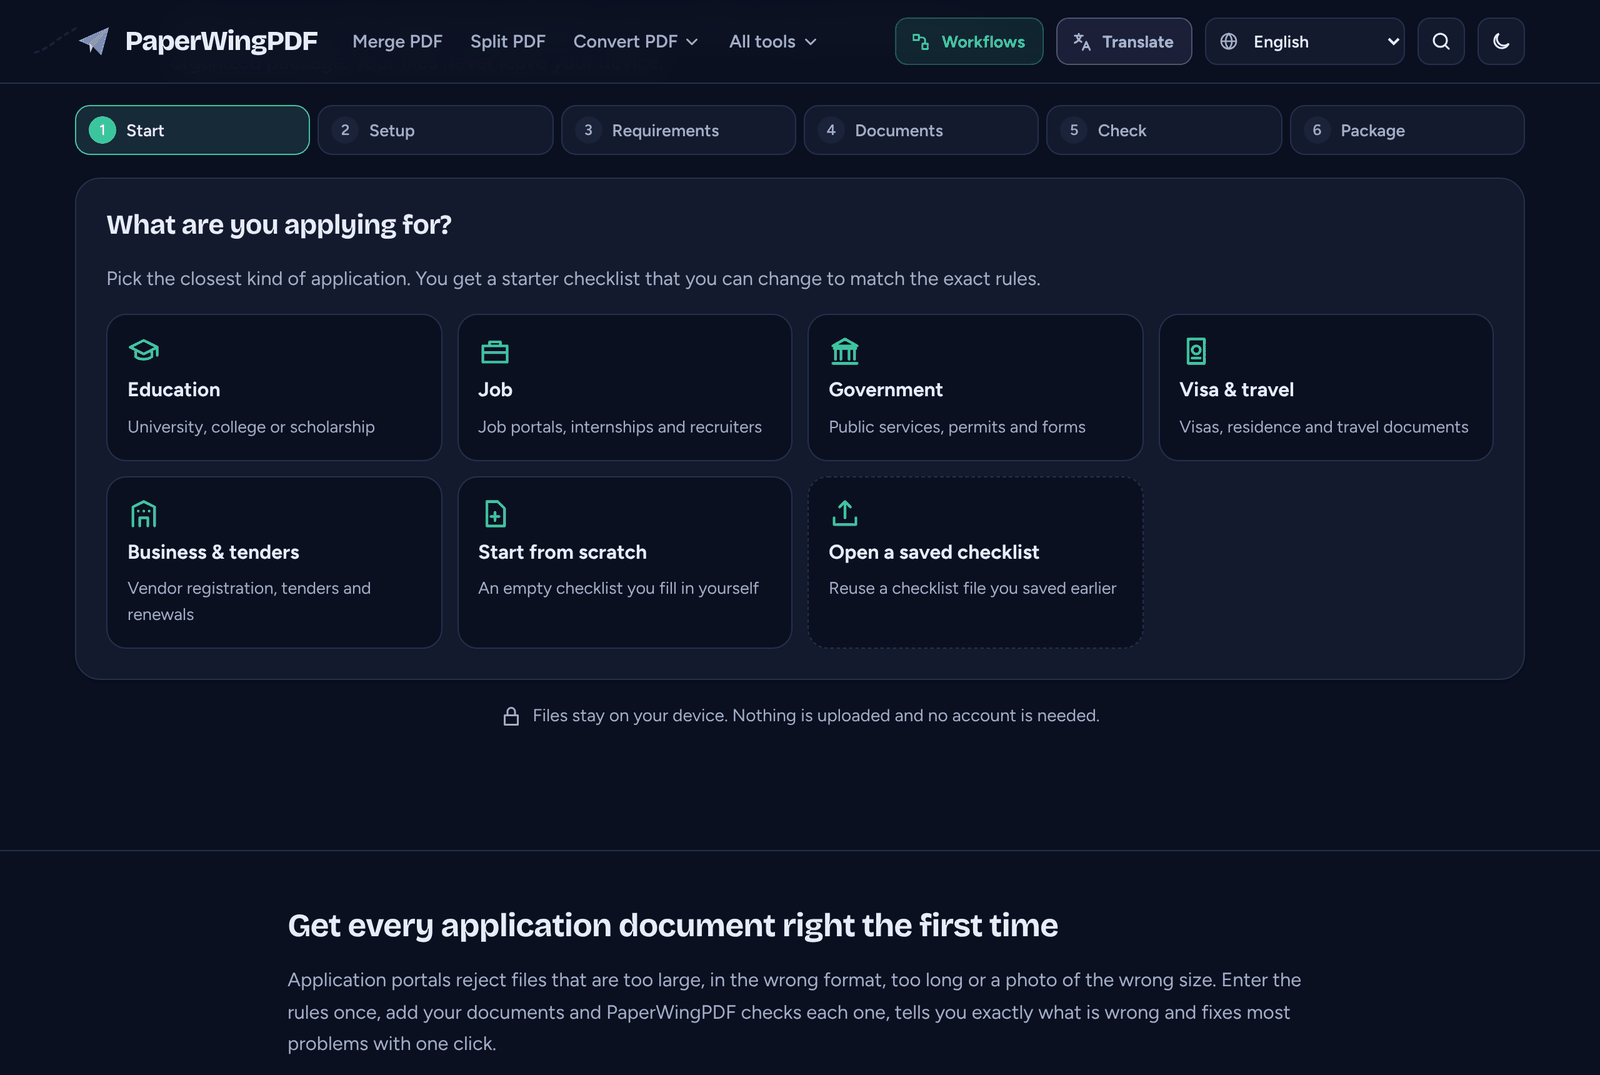 PaperWingPDF
Merge PDF
Split PDF
Convert PDF
All tools
Workflows
Translate
English
1 Start
2 Setup
3 Requirements
4 Documents
5 Check
6 Package
What are you applying for?
Pick the closest kind of application. You get a starter checklist that you can change to match the exact rules.
Education
University, college or scholarship
Job
Job portals, internships and recruiters
Government
Public services, permits and forms
Visa & travel
Visas, residence and travel documents
Business & tenders
Vendor registration, tenders and
renewals
Start from scratch
An empty checklist you fill in yourself
Open a saved checklist
Reuse a checklist file you saved earlier
Files stay on your device. Nothing is uploaded and no account is needed.
Get every application document right the first time
Application portals reject files that are too large, in the wrong format, too long or a photo of the wrong size. Enter the
rules once, add your documents and PaperWingPDF checks each one, tells you exactly what is wrong and fixes most
problems with one click.